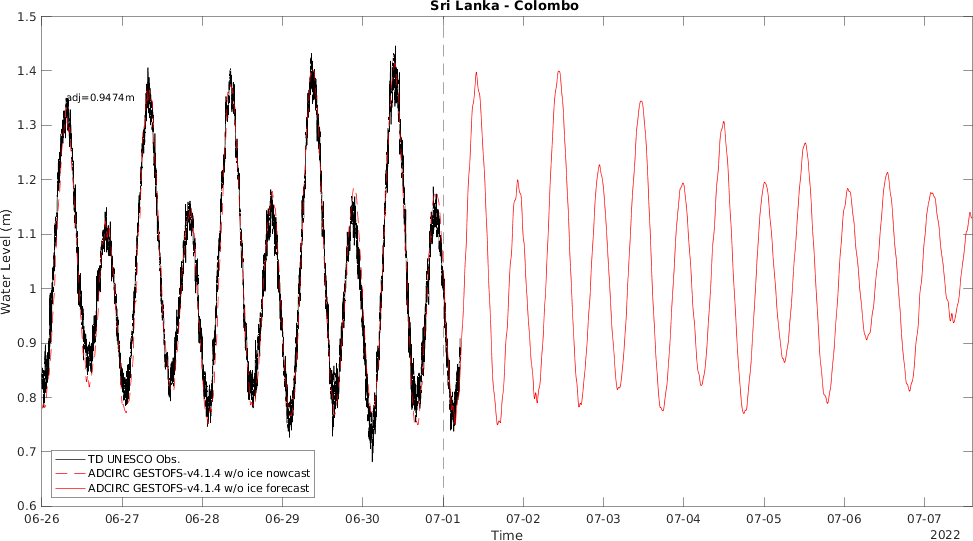 Sri Lanka - Colombo
1.5
1.4
1.3
1.2
1.1
1
0.9
0.8
0.7
0.6
Water Level (m)
adj=0.9474m
TD UNESCO Obs.
ADCIRC GESTOFS-v4.1.4 w/o ice nowcast
ADCIRC GESTOFS-v4.1.4 w/o ice forecast
06-26 06-27 06-28 06-29 06-30 07-01 07-02 07-03 07-04 07-05 07-06 07-07
Time
2022